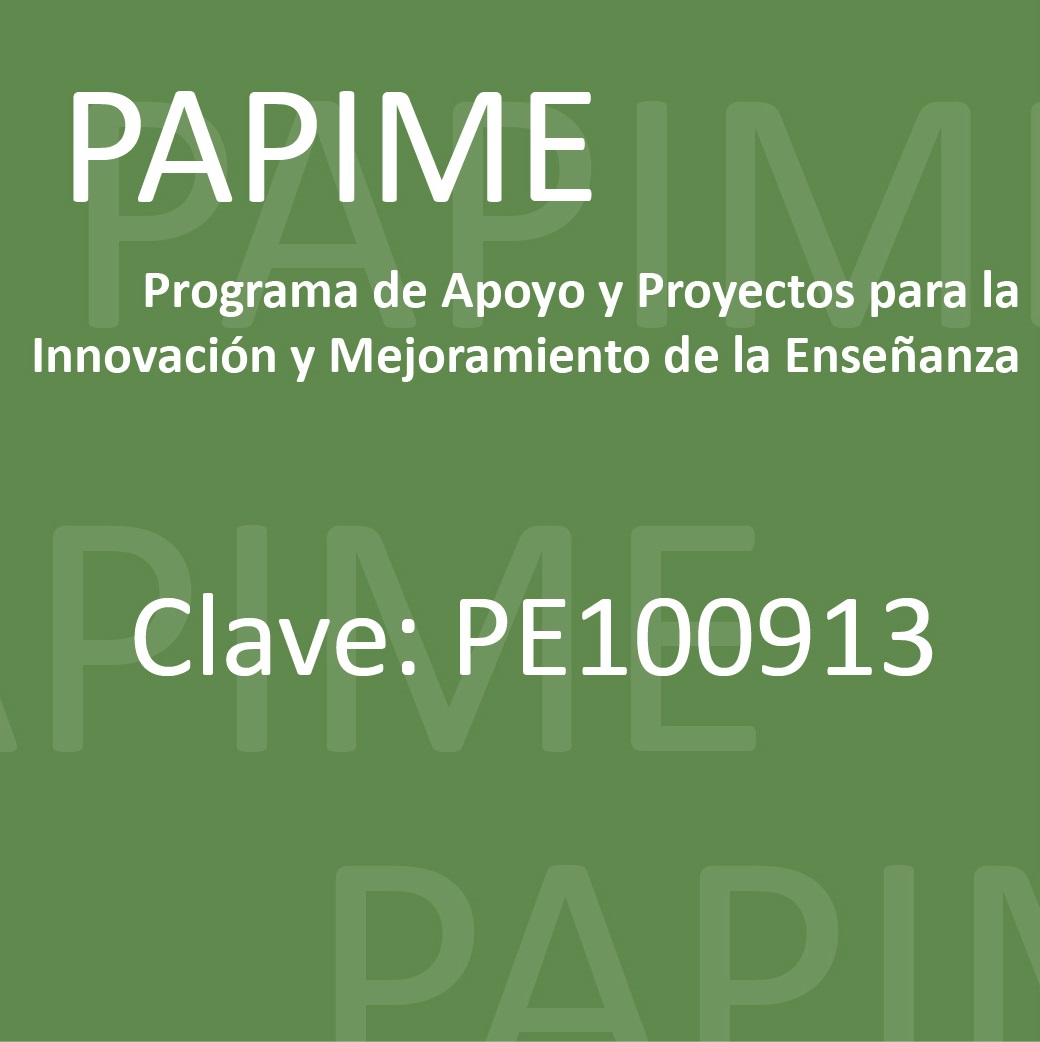 PAPIME
Programa de Apoyo y Proyectos para la
Innovación y Mejoramiento de la Enseñanza
Clave: PE100913